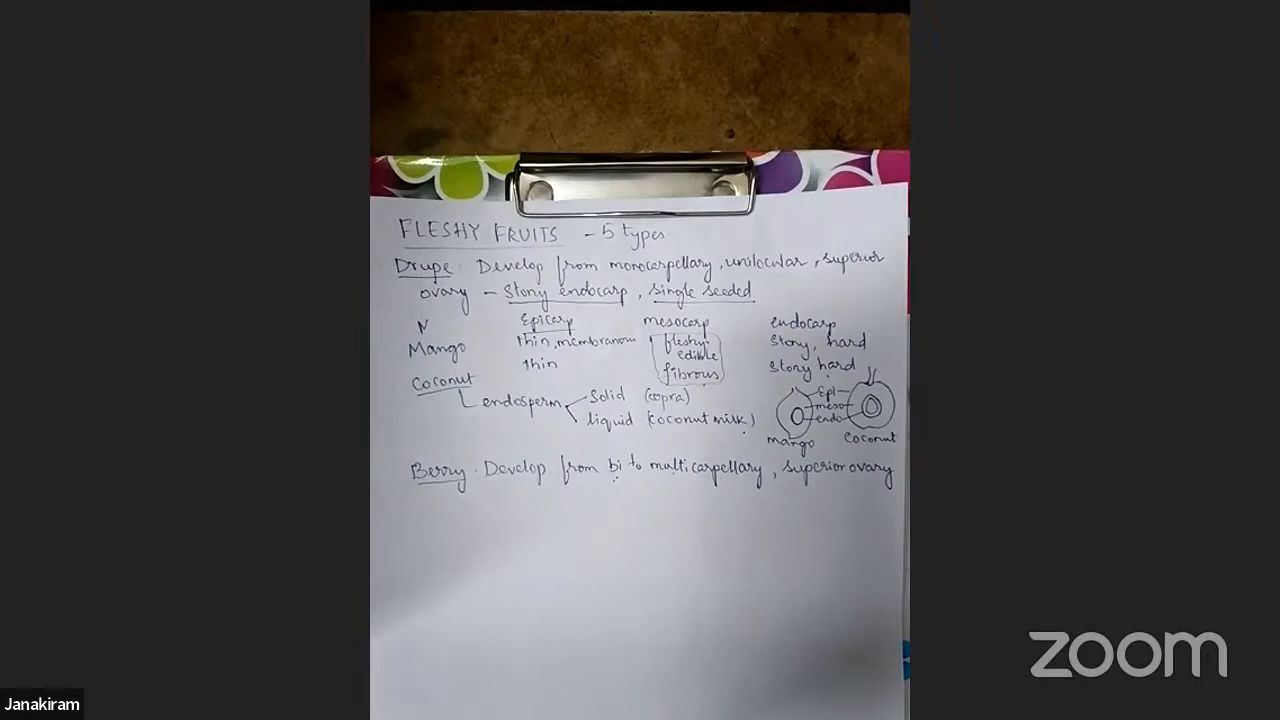 FLESHY FRUITS - 5 types
Drupe. Develop from monocarpellary, unilocular, superior
ovary - Stony endocarp, single seeded
N Epicarp mesocarp endocarp
Mango thin, membranous fleshy edible stony, hard
Coconut thin fibrous stony hard
endosperm solid (copra)
liquid (coconut milk)
Epi
meso
endo
Mango Coconut
Berry. Develop from bi to multicarpellary, superior ovary
Janakiram
zoom